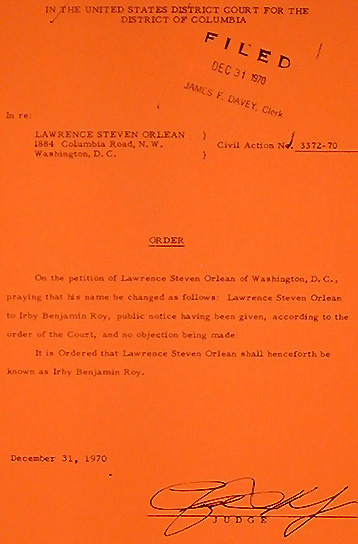 IN THE UNITED STATES DISTRICT COURT FOR THE
DISTRICT OF COLUMBIA
FILED
DEC 31 1970
JAMES F. DAVEY, Clerk
In re:
LAWRENCE STEVEN ORLEAN )
1884 Columbia Road, N. W. Civil Action No. 3372-70
Washington, D. C. )
ORDER
On the petition of Lawrence Steven Orlean of Washington, D. C.,
praying that his name be changed as follows: Lawrence Steven Orlean
to Irby Benjamin Roy, public notice having been given, according to the
order of the Court, and no objection being made:
It is Ordered that Lawrence Steven Orlean shall henceforth be
known as Irby Benjamin Roy.
December 31, 1970
JUDGE